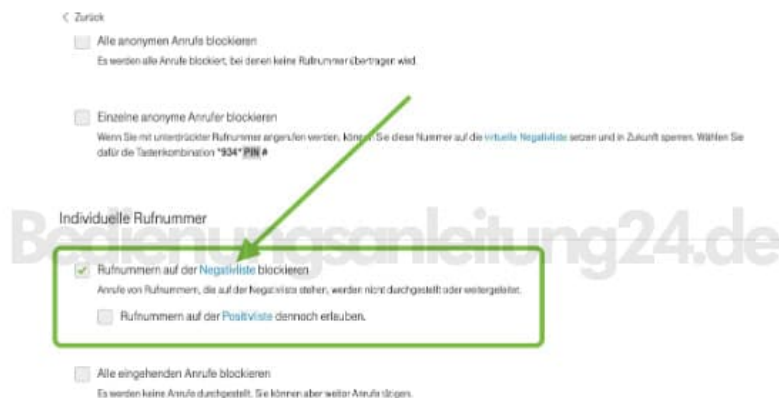 < Zurück
Alle anonymen Anrufe blockieren
Es werden alle Anrufe blockiert, bei denen keine Rufnummer übertragen wird.
Einzelne anonyme Anrufer blockieren
Wenn Sie mit unterdrückter Rufnummer angerufen werden, können Sie diese Nummer auf die virtuelle Negativliste setzen und in Zukunft sperren. Wählen Sie
dafür die Tastenkombination *934* PIN #
Individuelle Rufnummer
Bedienungsanleitung24.de
Rufnummern auf der Negativliste blockieren
Anrufe von Rufnummern, die auf der Negativliste stehen, werden nicht durchgestellt oder weitergeleitet.
Rufnummern auf der Positivliste dennoch erlauben.
Alle eingehenden Anrufe blockieren
Es werden keine Anrufe durchgestellt. Sie können aber weiter Anrufe tätigen.